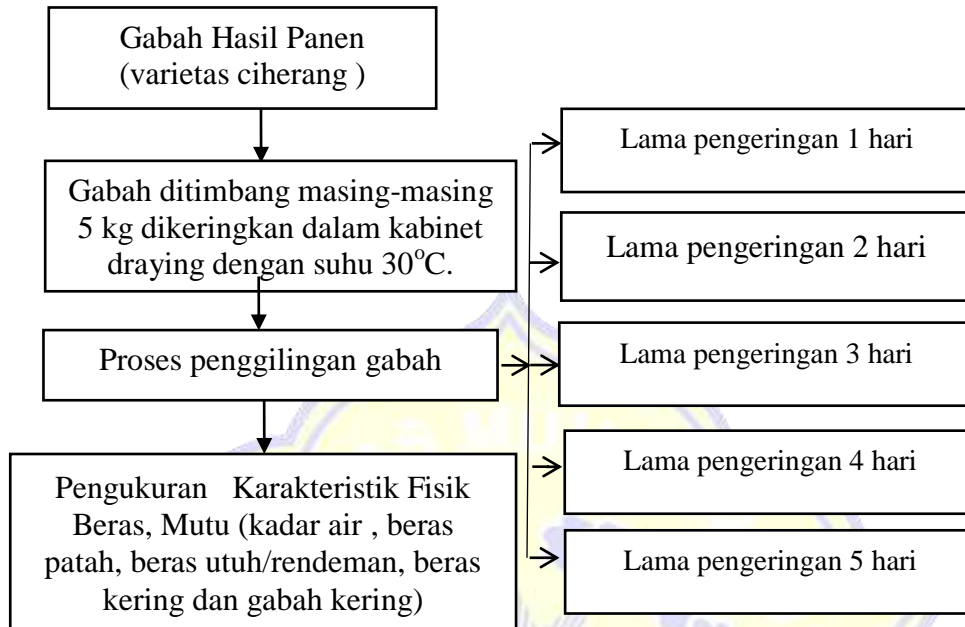 Gabah Hasil Panen
(varietas ciherang )
Gabah ditimbang masing-masing
5 kg dikeringkan dalam kabinet
draying dengan suhu 30°C.
Proses penggilingan gabah
Pengukuran Karakteristik Fisik
Beras, Mutu (kadar air , beras
patah, beras utuh/rendeman, beras
kering dan gabah kering)
Lama pengeringan 1 hari
Lama pengeringan 2 hari
Lama pengeringan 3 hari
Lama pengeringan 4 hari
Lama pengeringan 5 hari